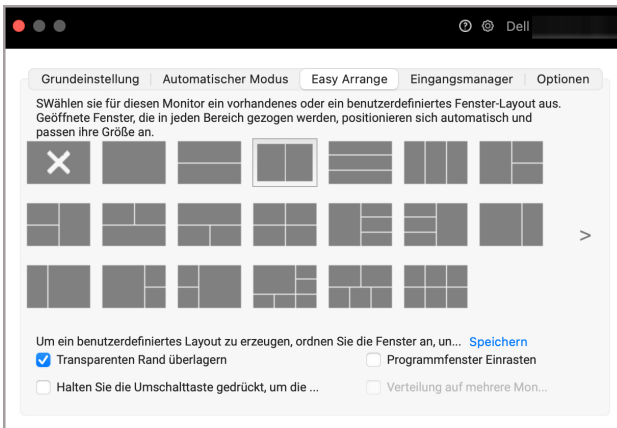 Dell
Grundeinstellung Automatischer Modus Easy Arrange Eingangsmanager Optionen
SWählen sie für diesen Monitor ein vorhandenes oder ein benutzerdefiniertes Fenster-Layout aus.
Geöffnete Fenster, die in jeden Bereich gezogen werden, positionieren sich automatisch und
passen ihre Größe an.
>
Um ein benutzerdefiniertes Layout zu erzeugen, ordnen Sie die Fenster an, un... Speichern
Transparenten Rand überlagern Programmfenster Einrasten
Halten Sie die Umschalttaste gedrückt, um die ... Verteilung auf mehrere Mon...